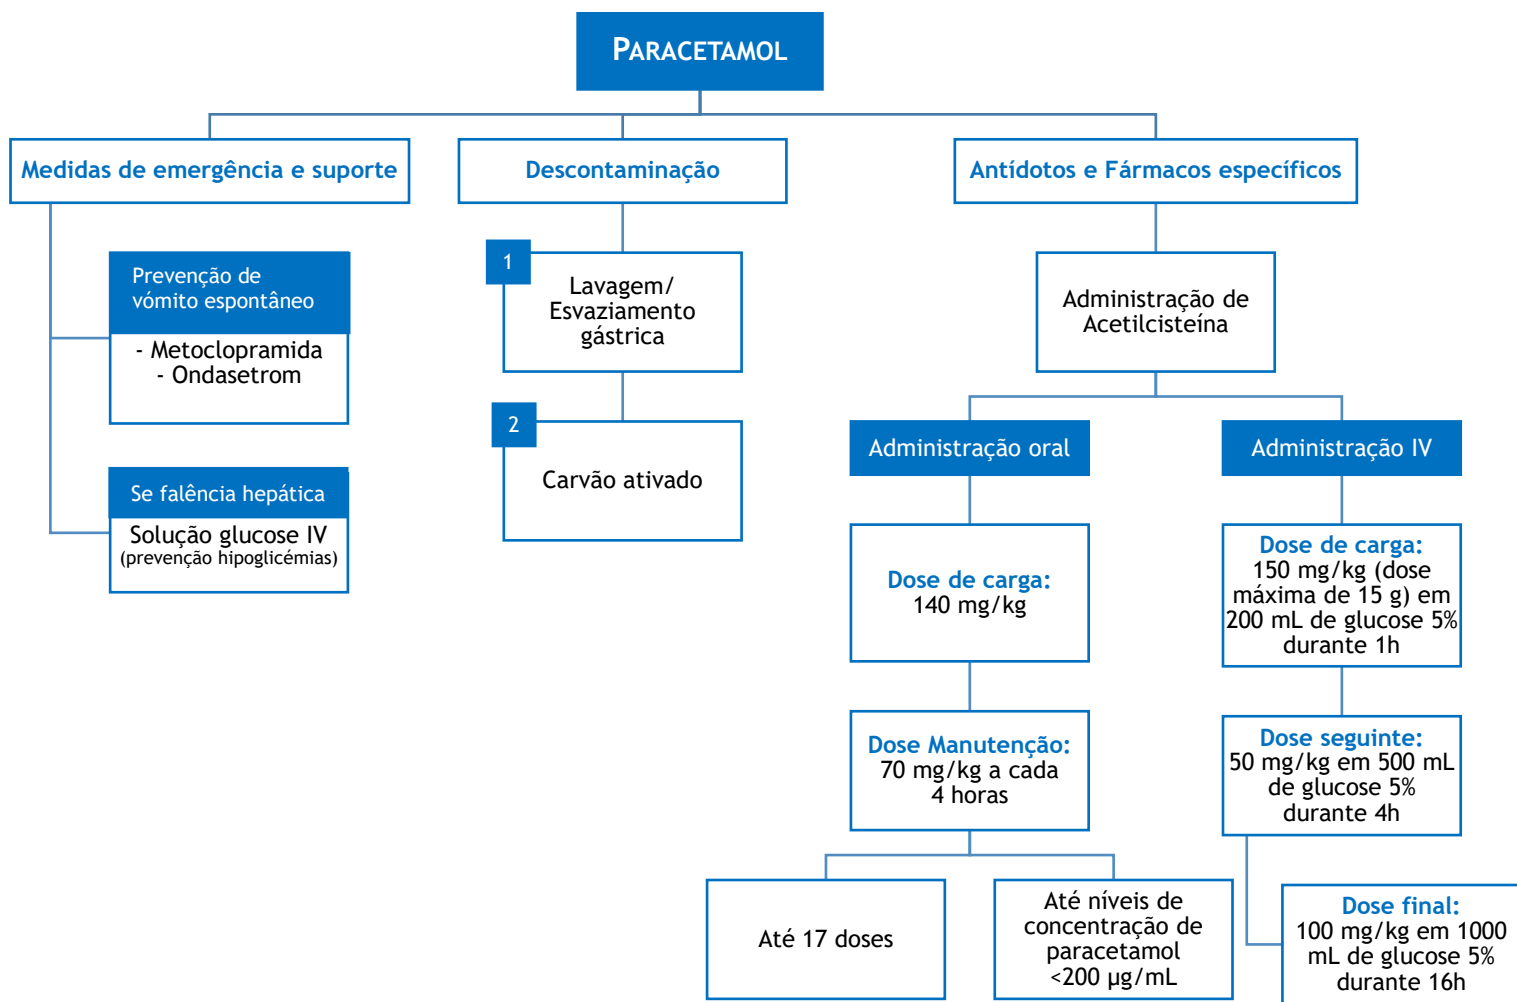 PARACETAMOL
Medidas de emergência e suporte
Prevenção de
vómito espontâneo
- Metoclopramida
- Ondasetrom
Se falência hepática
Solução glucose IV
(prevenção hipoglicémias)
Descontaminação
1
Lavagem/
Esvaziamento
gástrica
2
Carvão ativado
Antídotos e Fármacos específicos
Administração de
Acetilcisteína
Administração oral
Dose de carga:
140 mg/kg
Dose Manutenção:
70 mg/kg a cada
4 horas
Até 17 doses
Até níveis de
concentração de
paracetamol
<200 µg/mL
Administração IV
Dose de carga:
150 mg/kg (dose
máxima de 15 g) em
200 mL de glucose 5%
durante 1h
Dose seguinte:
50 mg/kg em 500 mL
de glucose 5%
durante 4h
Dose final:
100 mg/kg em 1000
mL de glucose 5%
durante 16h